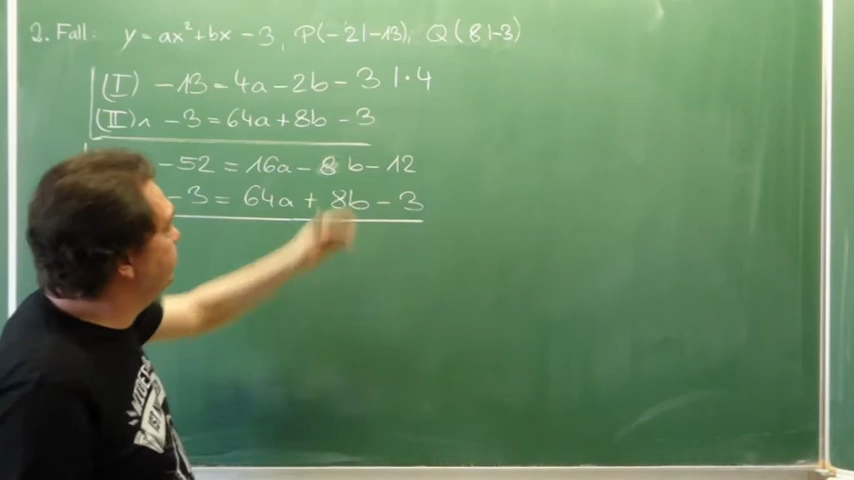 2. Fall: y = ax² + bx - 3, P(-2|-13), Q(8|-3)
(I) -13 = 4a - 2b - 3 | · 4
(II) ∧ -3 = 64a + 8b - 3
-52 = 16a - 8b - 12
-3 = 64a + 8b - 3